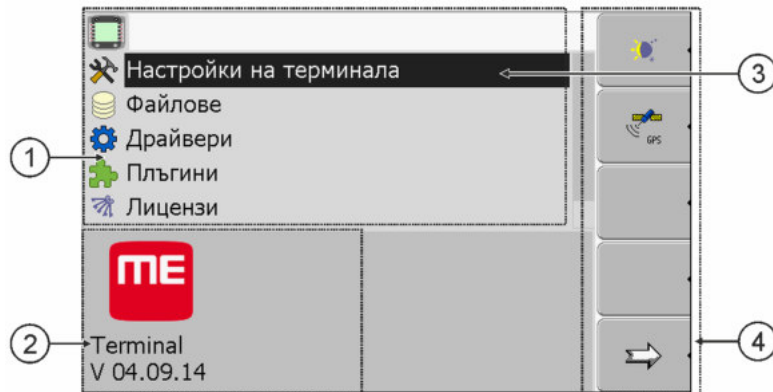 Настройки на терминала
Файлове
Драйвери
Плъгини
Лицензи
GPS
ME
Terminal
V 04.09.14
1
2
3
4